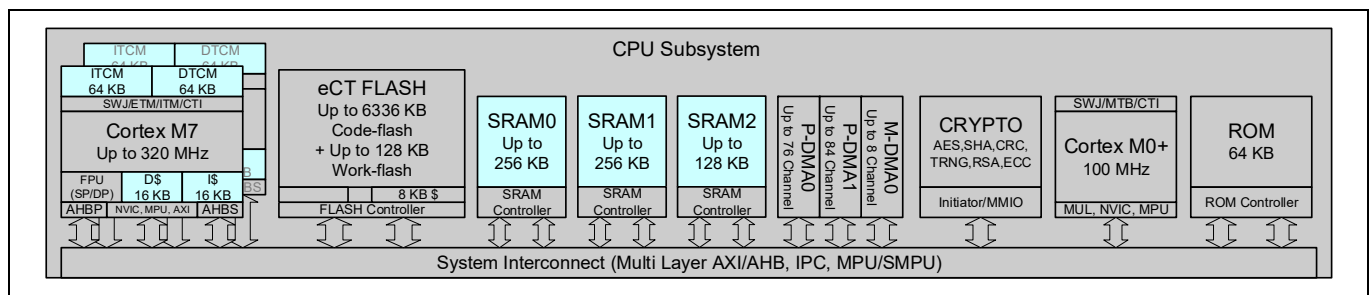 CPU Subsystem
ITCM
64 KB
DTCM
64 KB
ITCM
64 KB
DTCM
64 KB
SWJ/ETM/ITM/CTI
Cortex M7
Up to 320 MHz
FPU
(SP/DP)
D$
16 KB
I$
16 KB
AHBP
NVIC, MPU, AXI
AHBS
eCT FLASH
Up to 6336 KB
Code-flash
+ Up to 128 KB
Work-flash
8 KB $
FLASH Controller
SRAM0
Up to
256 KB
SRAM
Controller
SRAM1
Up to
256 KB
SRAM
Controller
SRAM2
Up to
128 KB
SRAM
Controller
P-DMA0
Up to 76 Channel
P-DMA1
Up to 84 Channel
M-DMA0
Up to 8 Channel
CRYPTO
AES,SHA,CRC,
TRNG,RSA,ECC
Initiator/MMIO
SWJ/MTB/CTI
Cortex M0+
100 MHz
MUL, NVIC, MPU
ROM
64 KB
ROM Controller
System Interconnect (Multi Layer AXI/AHB, IPC, MPU/SMPU)